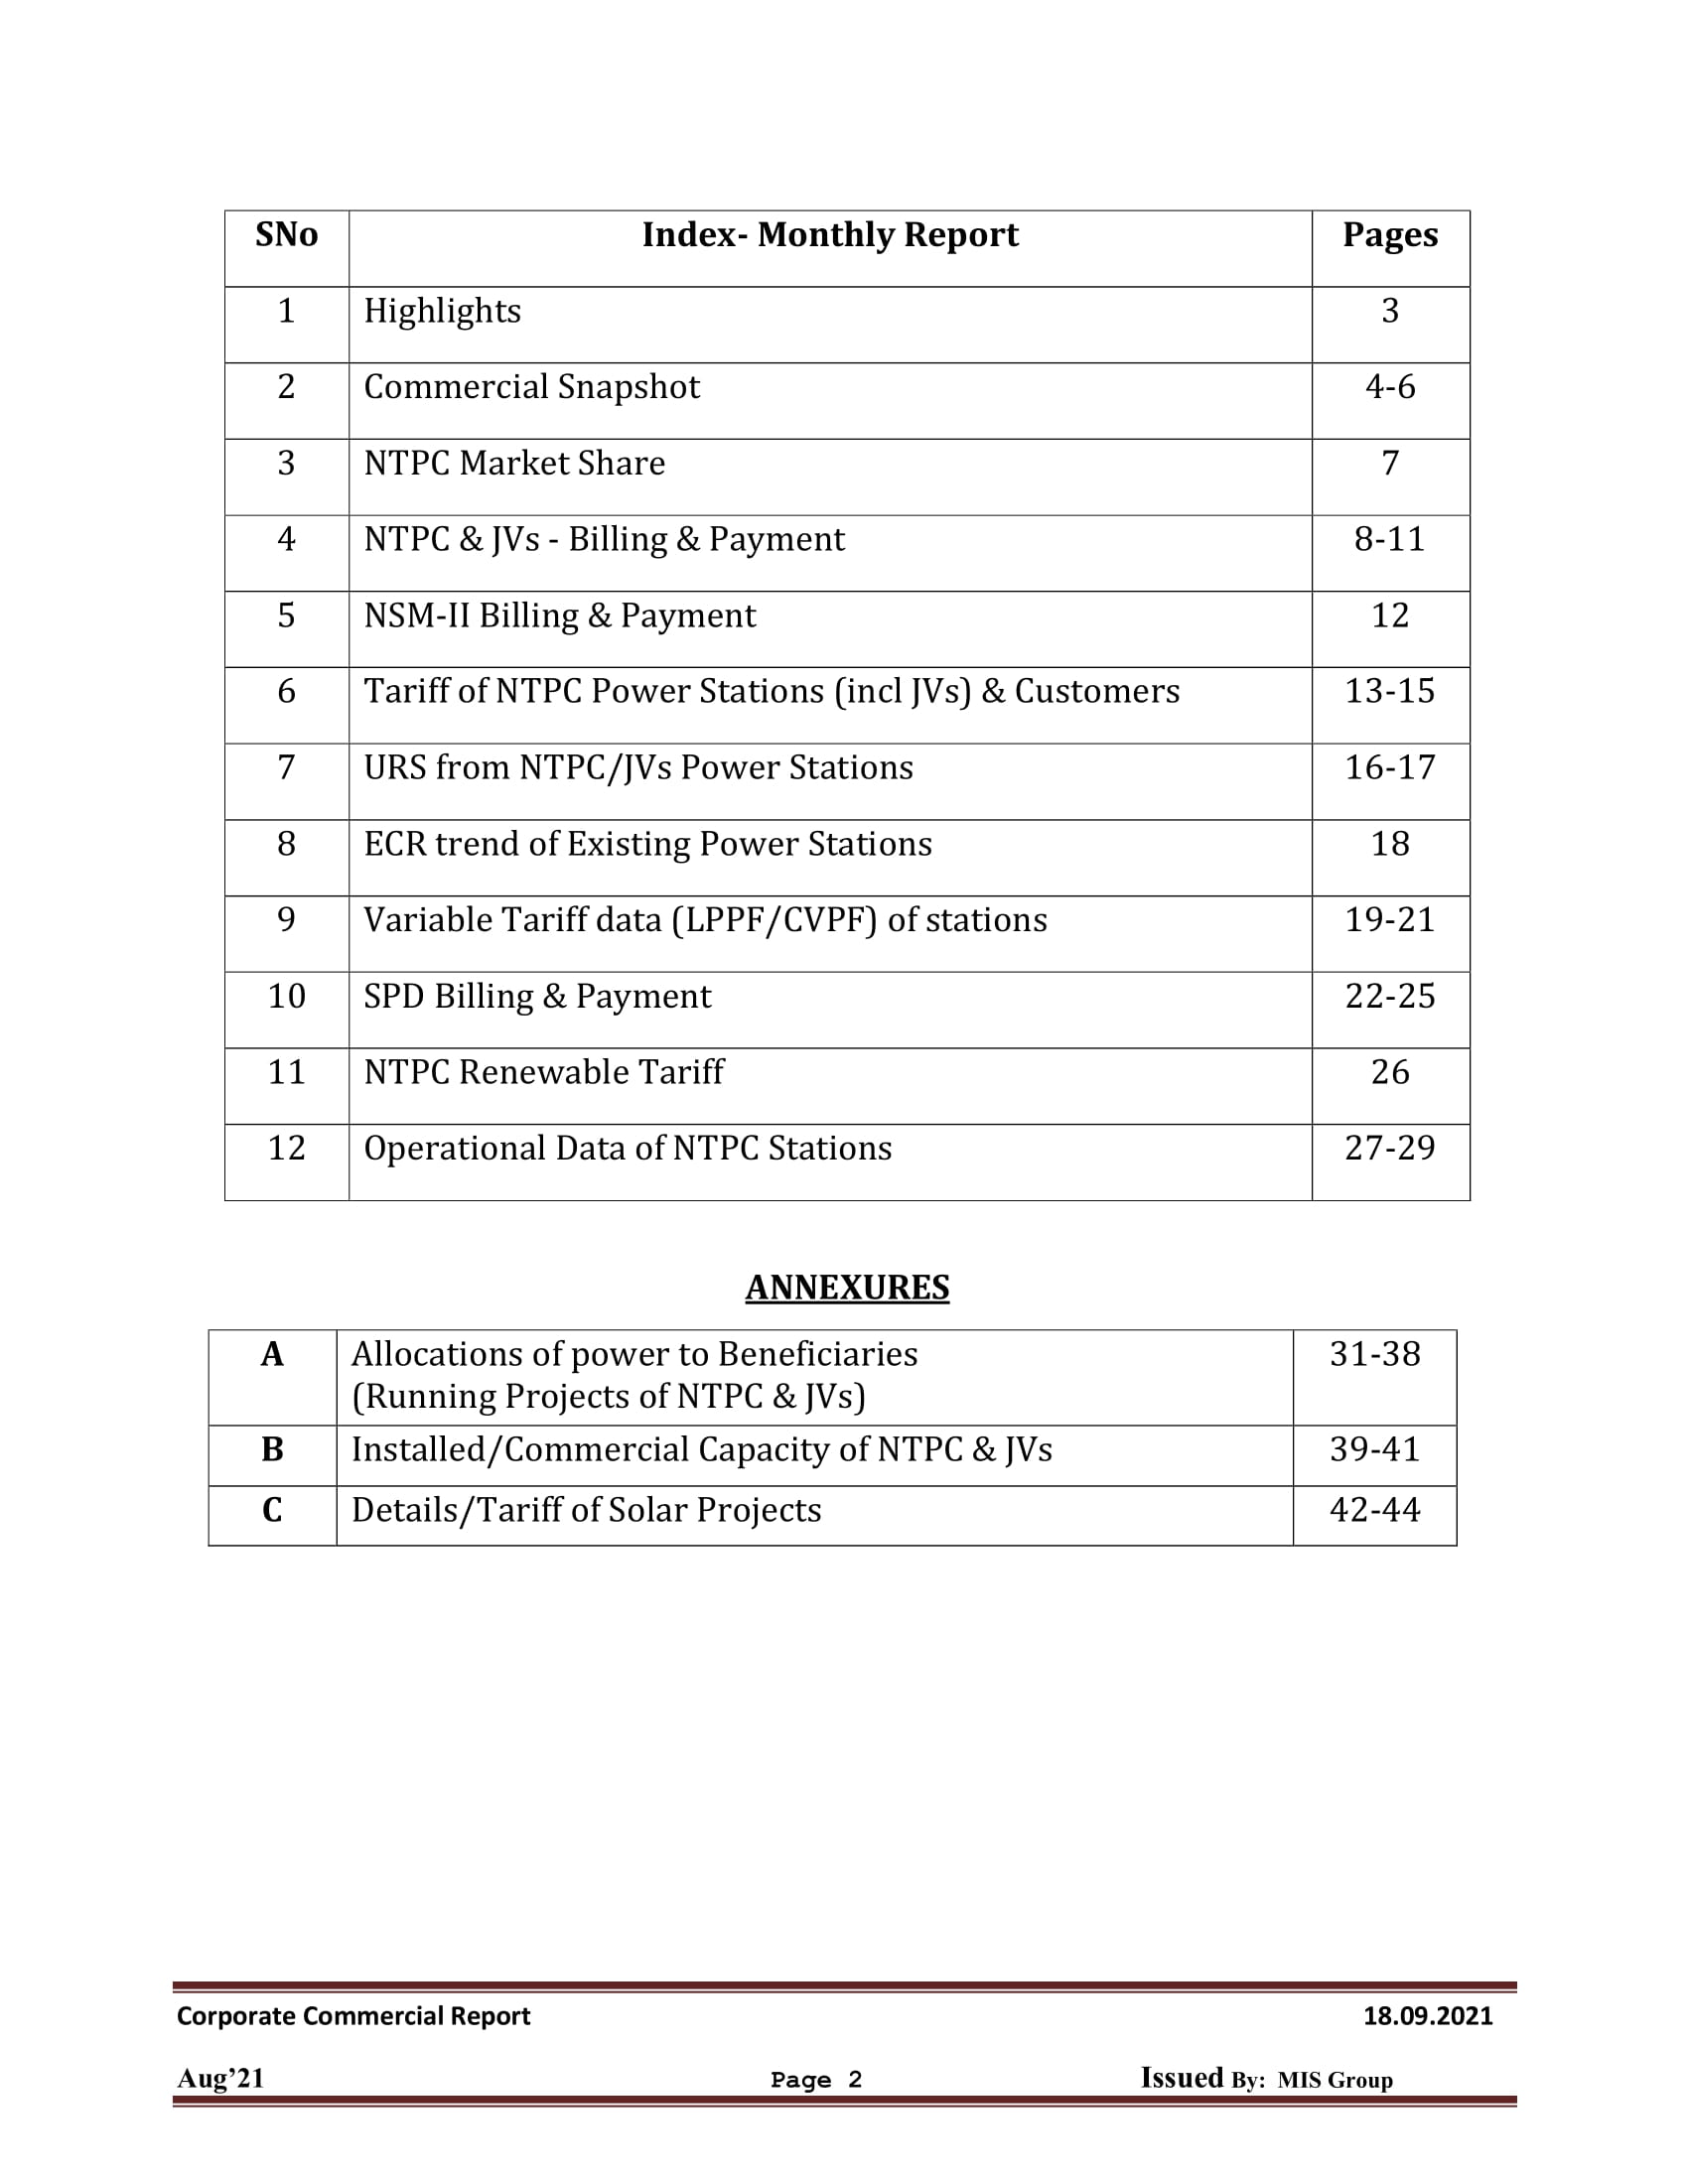 SNo Index- Monthly Report Pages
1 Highlights 3
2 Commercial Snapshot 4-6
3 NTPC Market Share 7
4 NTPC & JVs - Billing & Payment 8-11
5 NSM-II Billing & Payment 12
6 Tariff of NTPC Power Stations (incl JVs) & Customers 13-15
7 URS from NTPC/JVs Power Stations 16-17
8 ECR trend of Existing Power Stations 18
9 Variable Tariff data (LPPF/CVPF) of stations 19-21
10 SPD Billing & Payment 22-25
11 NTPC Renewable Tariff 26
12 Operational Data of NTPC Stations 27-29
ANNEXURES
A Allocations of power to Beneficiaries 31-38
(Running Projects of NTPC & JVs)
B Installed/Commercial Capacity of NTPC & JVs 39-41
C Details/Tariff of Solar Projects 42-44
Corporate Commercial Report 18.09.2021
Aug’21 Page 2 Issued By: MIS Group